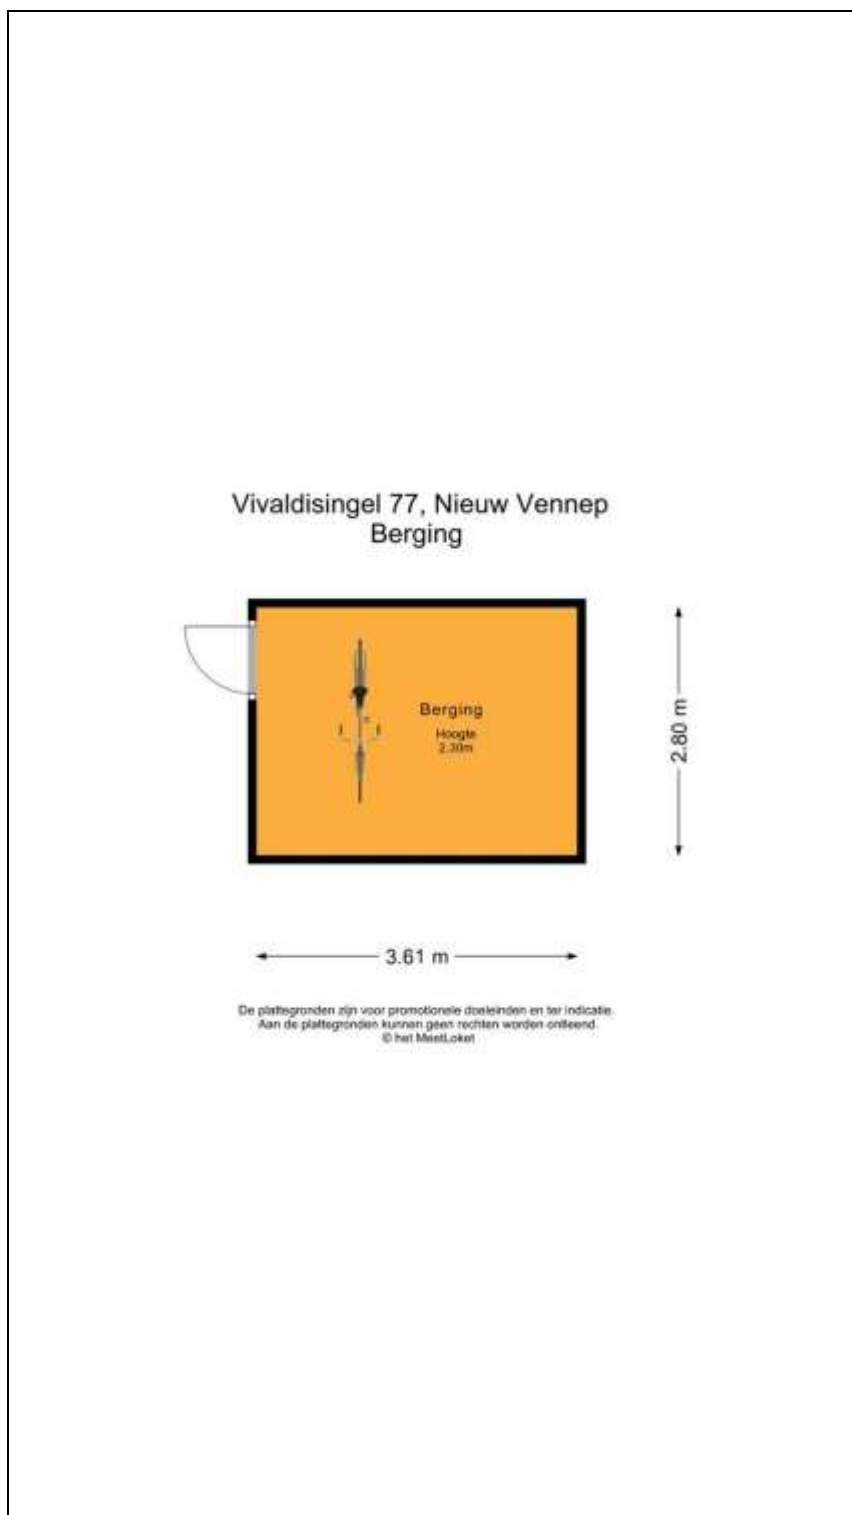 Vivaldisingel 77, Nieuw Vennep
Berging
Berging
Hoogte
2.30m
2.80 m
3.61 m
De plattegronden zijn voor promotionele doeleinden en ter indicatie.
Aan de plattegronden kunnen geen rechten worden ontleend.
© het MeetLoket